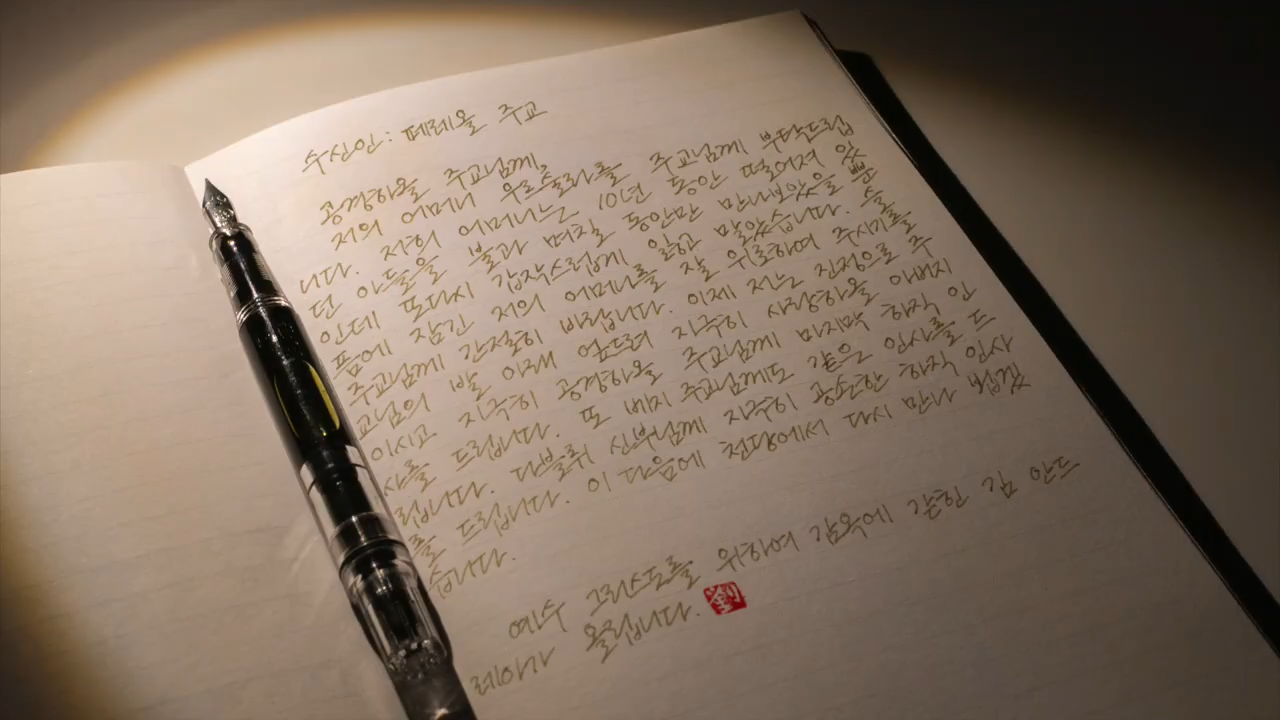 수신인: 페레올 주교
공경하올 주교님께,
저의 어머니 우르술라를 주교님께 부탁드립
니다. 저희 어머니는 10년 동안 떨어져 있
던 아들을 불과 며칠 동안만 만나보았을 뿐
인데 또다시 갑작스럽게 잃고 말았습니다. 슬
픔에 잠긴 저의 어머니를 잘 위로하여 주시기를
주교님께 간절히 바랍니다. 이제 저는 진정으로 주
교님의 발 아래 엎드려 지극히 사랑하올 아버지
이시고 지극히 공경하올 주교님께 마지막 하직 인
사를 드립니다. 또 베지 주교님께도 같은 인사를 드
립니다. 다블뤼 신부님께 지극히 공손한 하직 인사
를 드립니다. 이 다음에 천당에서 다시 만나 뵙겠
습니다.
예수 그리스도를 위하여 감옥에 갇힌 김 안드
레아가 올립니다. 劉